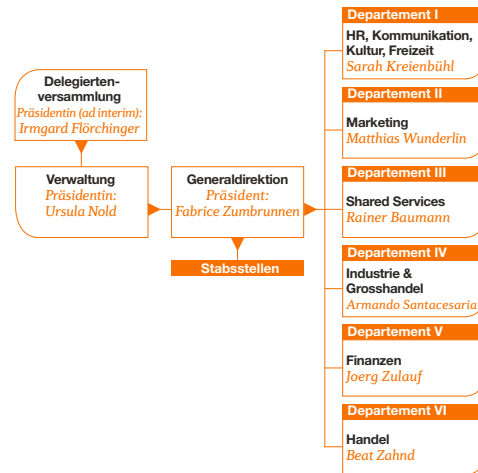 Delegierten-
versammlung
Präsidentin (ad interim):
Irmgard Flörchinger
Verwaltung
Präsidentin:
Ursula Nold
Generaldirektion
Präsident:
Fabrice Zumbrunnen
Stabsstellen
Departement I
HR, Kommunikation,
Kultur, Freizeit
Sarah Kreienbühl
Departement II
Marketing
Matthias Wunderlin
Departement III
Shared Services
Rainer Baumann
Departement IV
Industrie &
Grosshandel
Armando Santacesaria
Departement V
Finanzen
Joerg Zulauf
Departement VI
Handel
Beat Zahnd